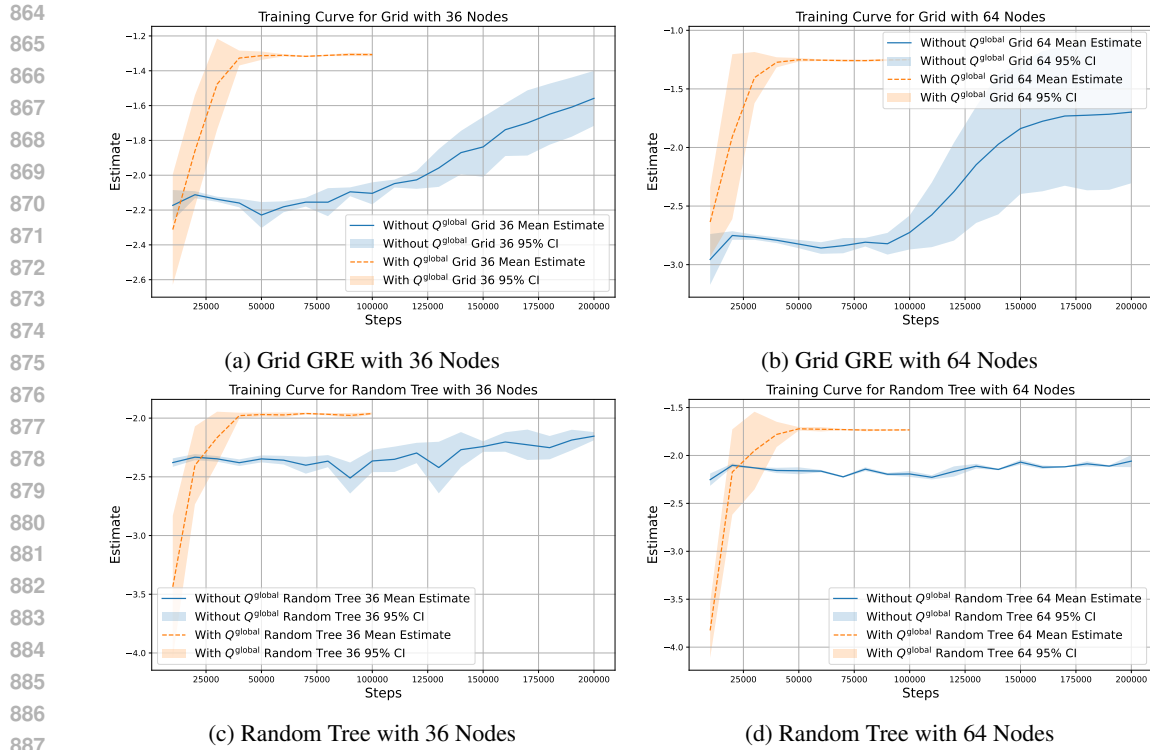 864
865
866
867
868
869
870
871
872
873
874
875
876
877
878
879
880
881
882
883
884
885
886
887
Training Curve for Grid with 36 Nodes
Estimate
−1.2
−1.4
−1.6
−1.8
−2.0
−2.2
−2.4
−2.6
Without Q^global Grid 36 Mean Estimate
Without Q^global Grid 36 95% CI
With Q^global Grid 36 Mean Estimate
With Q^global Grid 36 95% CI
25000 50000 75000 100000 125000 150000 175000 200000
Steps
(a) Grid GRE with 36 Nodes
Training Curve for Grid with 64 Nodes
Estimate
−1.0
−1.5
−2.0
−2.5
−3.0
Without Q^global Grid 64 Mean Estimate
Without Q^global Grid 64 95% CI
With Q^global Grid 64 Mean Estimate
With Q^global Grid 64 95% CI
25000 50000 75000 100000 125000 150000 175000 200000
Steps
(b) Grid GRE with 64 Nodes
Training Curve for Random Tree with 36 Nodes
Estimate
−2.0
−2.5
−3.0
−3.5
−4.0
Without Q^global Random Tree 36 Mean Estimate
Without Q^global Random Tree 36 95% CI
With Q^global Random Tree 36 Mean Estimate
With Q^global Random Tree 36 95% CI
25000 50000 75000 100000 125000 150000 175000 200000
Steps
(c) Random Tree with 36 Nodes
Training Curve for Random Tree with 64 Nodes
Estimate
−1.5
−2.0
−2.5
−3.0
−3.5
−4.0
Without Q^global Random Tree 64 Mean Estimate
Without Q^global Random Tree 64 95% CI
With Q^global Random Tree 64 Mean Estimate
With Q^global Random Tree 64 95% CI
25000 50000 75000 100000 125000 150000 175000 200000
Steps
(d) Random Tree with 64 Nodes